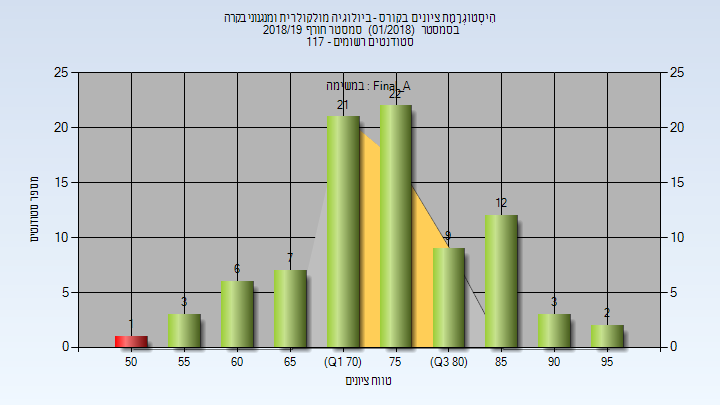 הִיסְטוֹגְרָמַת ציונים בקורס - ביולוגיה מולקולרית ומנגנוני בקרה
בסמסטר (01/2018) סמסטר חורף 2018/19
סטודנטים רשומים - 117
במשימה : Final_A
25 25
20 20
15 15
10 10
5 5
0 0
מספר סטודנטים
1 3 6 7 21 22 9 12 3 2
50 55 60 65 (Q1 70) 75 (Q3 80) 85 90 95
טווח ציונים